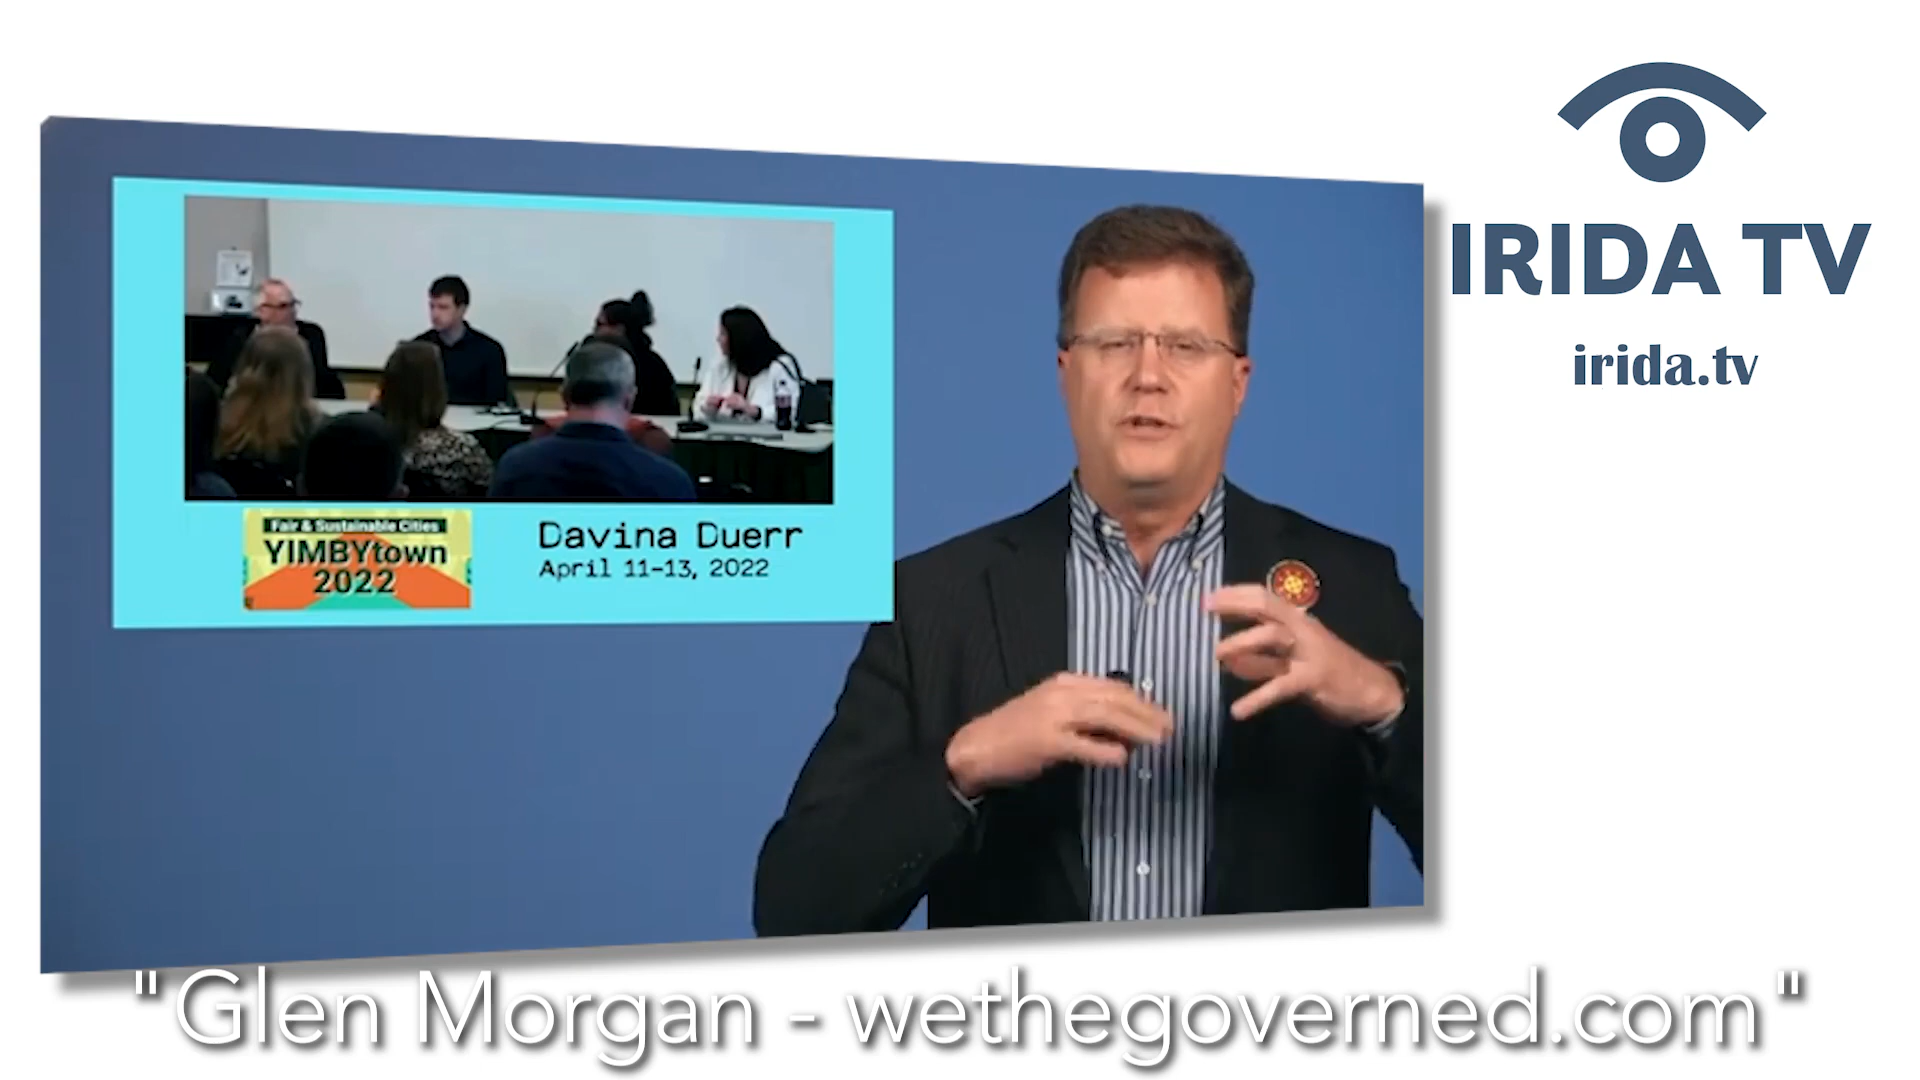 IRIDA TV
irida.tv
Fair & Sustainable Cities
YIMBYtown
2022
Davina Duerr
April 11-13, 2022
"Glen Morgan - wethegoverned.com"